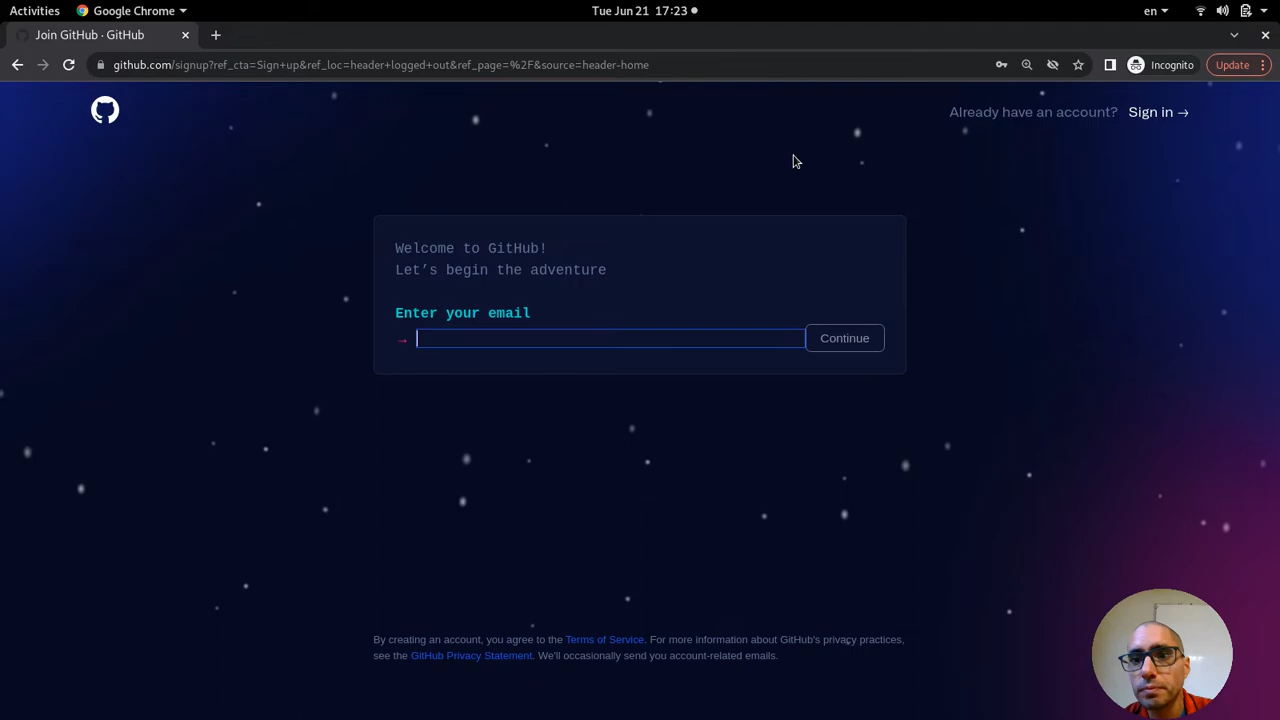 Activities
Google Chrome
Tue Jun 21 17:23
en
Join GitHub · GitHub
github.com/signup?ref_cta=Sign+up&ref_loc=header+logged+out&ref_page=%2F&source=header-home
Incognito
Update
Already have an account? Sign in →
Welcome to GitHub!
Let’s begin the adventure
Enter your email
→
Continue
By creating an account, you agree to the Terms of Service. For more information about GitHub's privacy practices,
see the GitHub Privacy Statement. We'll occasionally send you account-related emails.